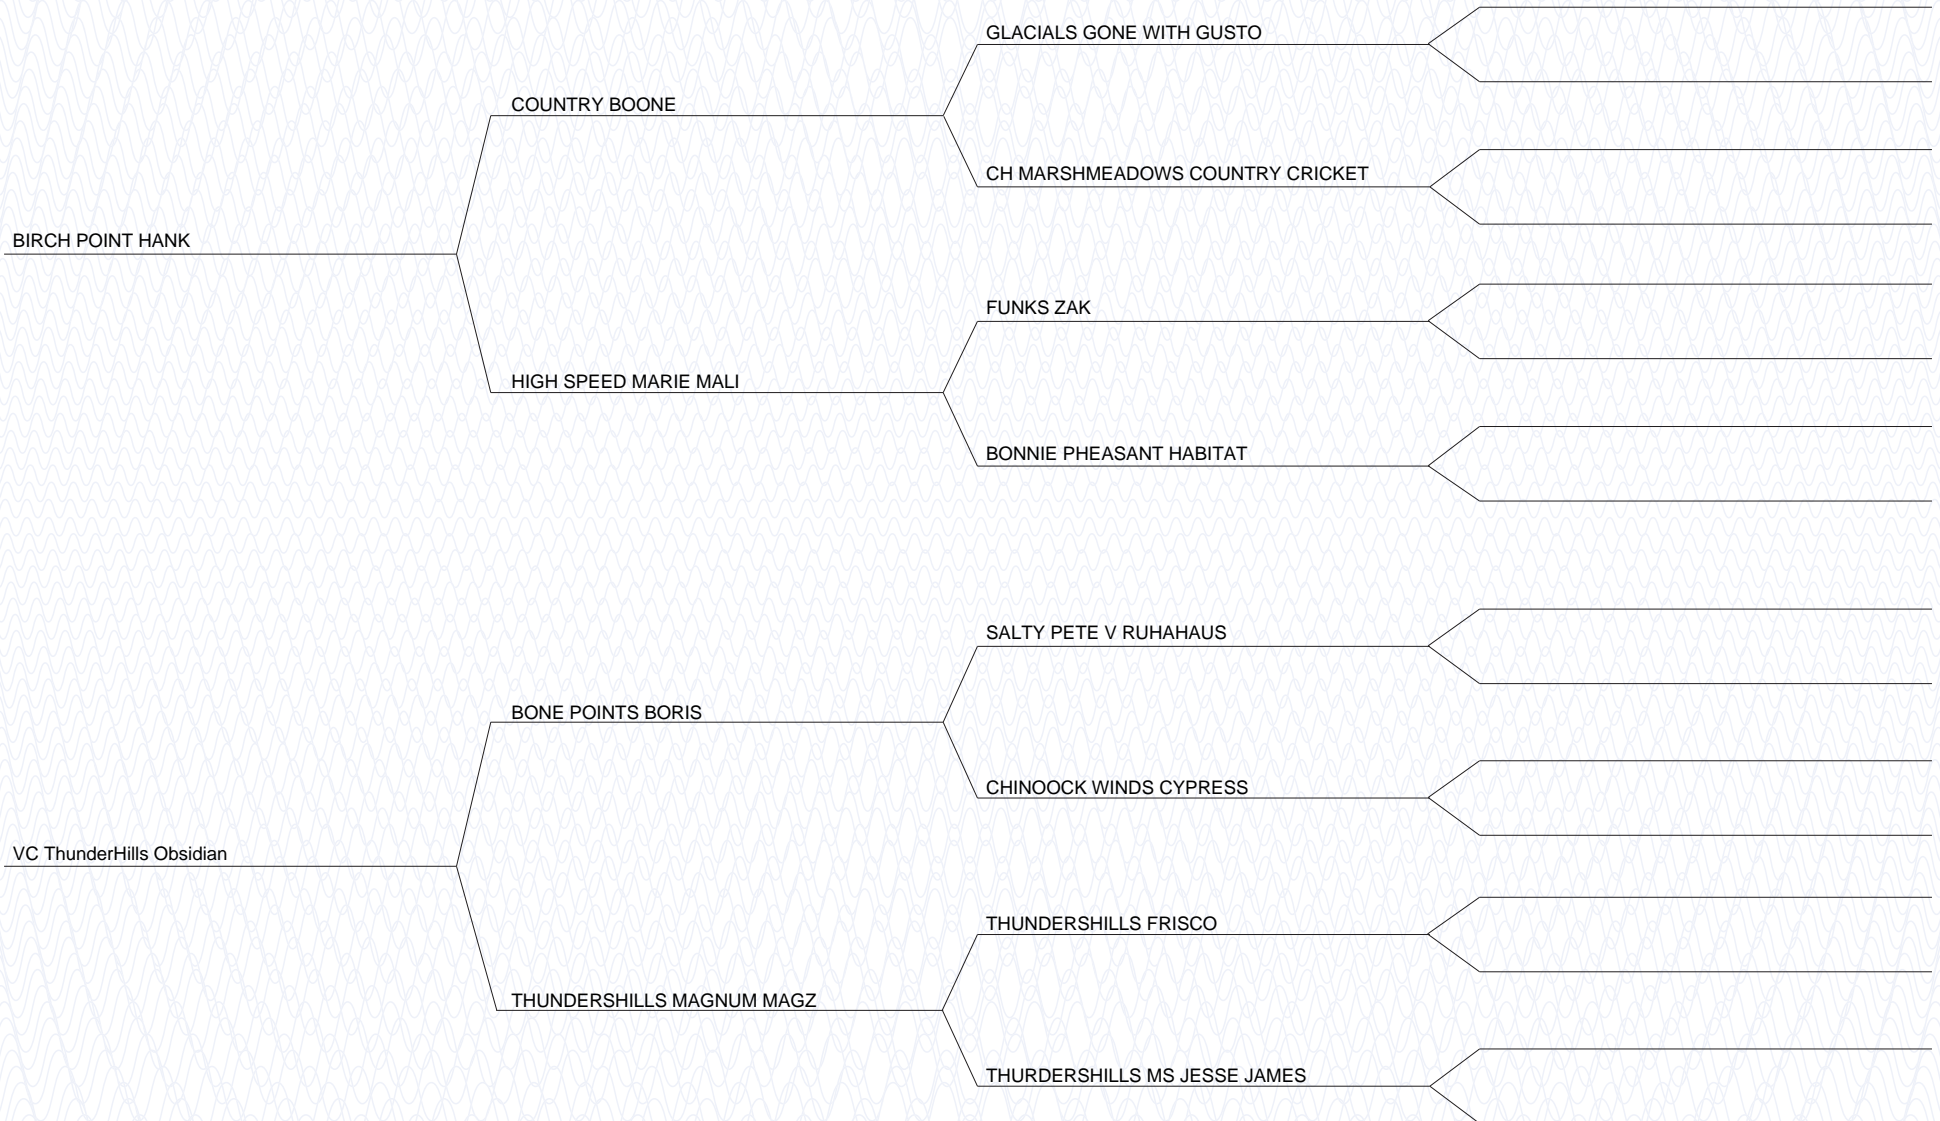 GLACIALS GONE WITH GUSTO
COUNTRY BOONE
CH MARSHMEADOWS COUNTRY CRICKET
BIRCH POINT HANK
FUNKS ZAK
HIGH SPEED MARIE MALI
BONNIE PHEASANT HABITAT
SALTY PETE V RUHAHAUS
BONE POINTS BORIS
CHINOOCK WINDS CYPRESS
VC ThunderHills Obsidian
THUNDERSHILLS FRISCO
THUNDERSHILLS MAGNUM MAGZ
THURDERSHILLS MS JESSE JAMES